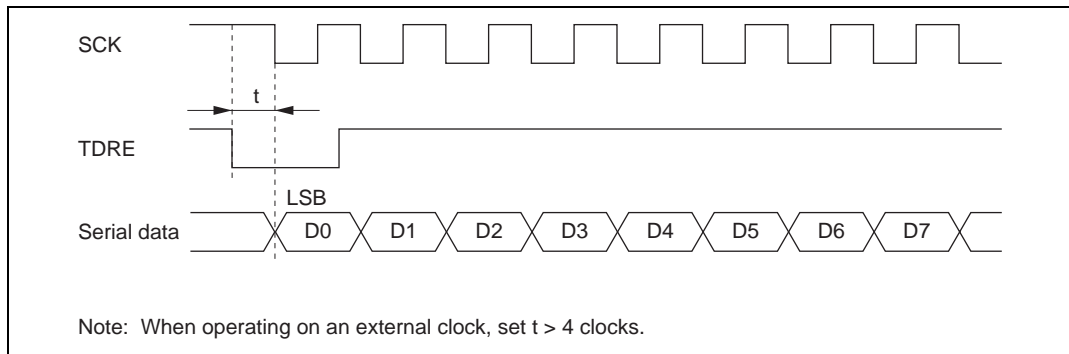 SCK
t
TDRE
LSB
Serial data D0 D1 D2 D3 D4 D5 D6 D7
Note: When operating on an external clock, set t > 4 clocks.